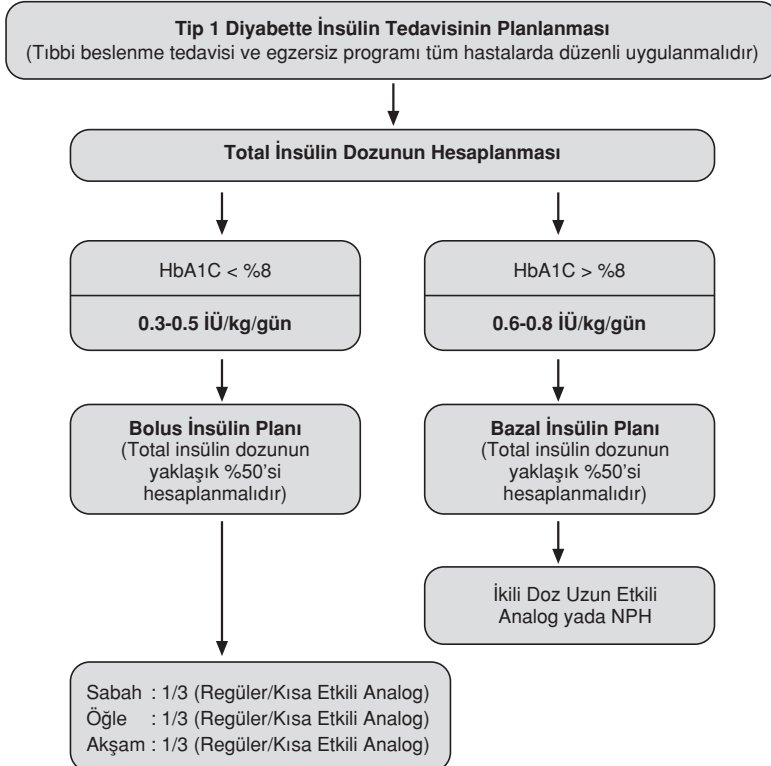 Tip 1 Diyabette İnsülin Tedavisinin Planlanması
(Tıbbi beslenme tedavisi ve egzersiz programı tüm hastalarda düzenli uygulanmalıdır)
Total İnsülin Dozunun Hesaplanması
HbA1C < %8
0.3-0.5 İÜ/kg/gün
HbA1C > %8
0.6-0.8 İÜ/kg/gün
Bolus İnsülin Planı
(Total insülin dozunun
yaklaşık %50'si
hesaplanmalıdır)
Bazal İnsülin Planı
(Total insülin dozunun
yaklaşık %50'si
hesaplanmalıdır)
İkili Doz Uzun Etkili
Analog yada NPH
Sabah : 1/3 (Regüler/Kısa Etkili Analog)
Öğle : 1/3 (Regüler/Kısa Etkili Analog)
Akşam : 1/3 (Regüler/Kısa Etkili Analog)